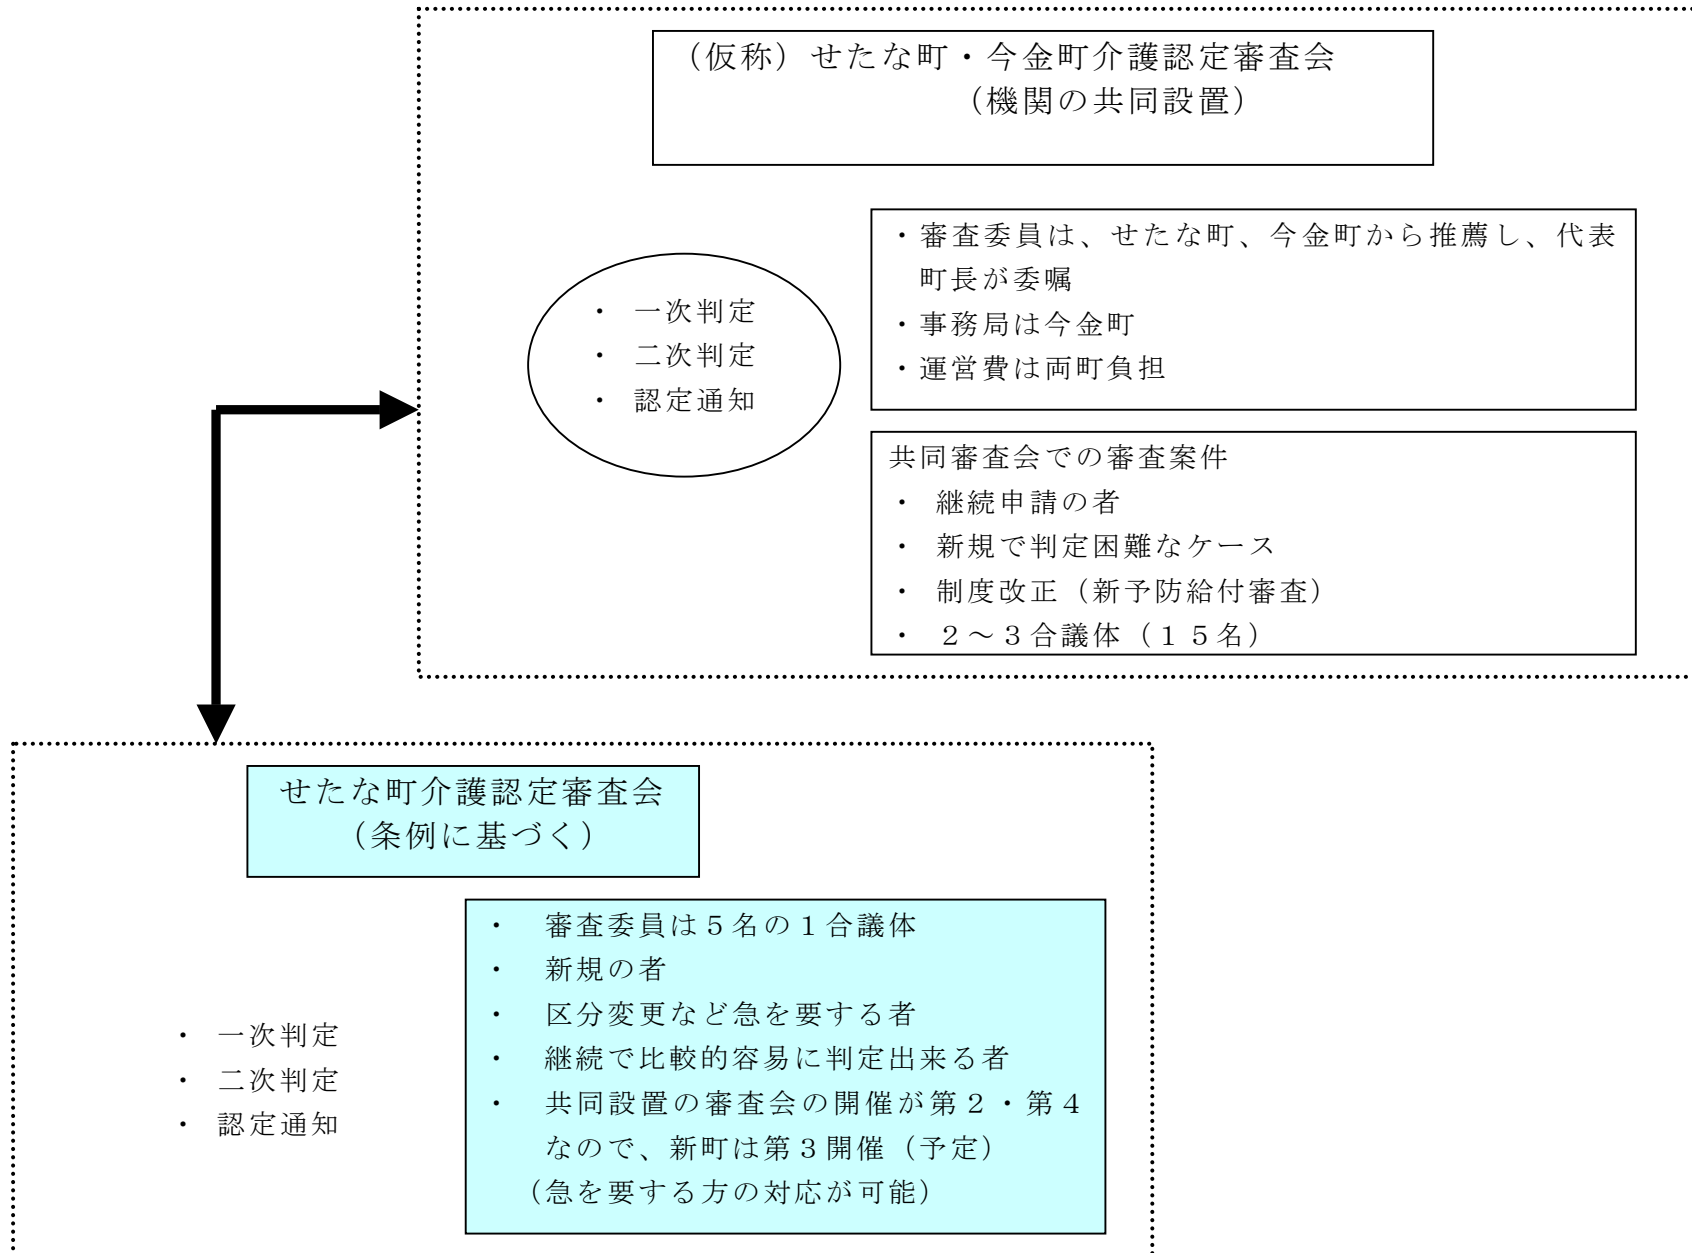 （仮称）せたな町・今金町介護認定審査会
（機関の共同設置）
・審査委員は、せたな町、今金町から推薦し、代表
町長が委嘱
・事務局は今金町
・運営費は両町負担
・ 一次判定
・ 二次判定
・ 認定通知
共同審査会での審査案件
・ 継続申請の者
・ 新規で判定困難なケース
・ 制度改正（新予防給付審査）
・ ２～３合議体（１５名）
せたな町介護認定審査会
（条例に基づく）
・ 審査委員は５名の１合議体
・ 新規の者
・ 区分変更など急を要する者
・ 継続で比較的容易に判定出来る者
・ 共同設置の審査会の開催が第２・第４
なので、新町は第３開催（予定）
（急を要する方の対応が可能）
・ 一次判定
・ 二次判定
・ 認定通知